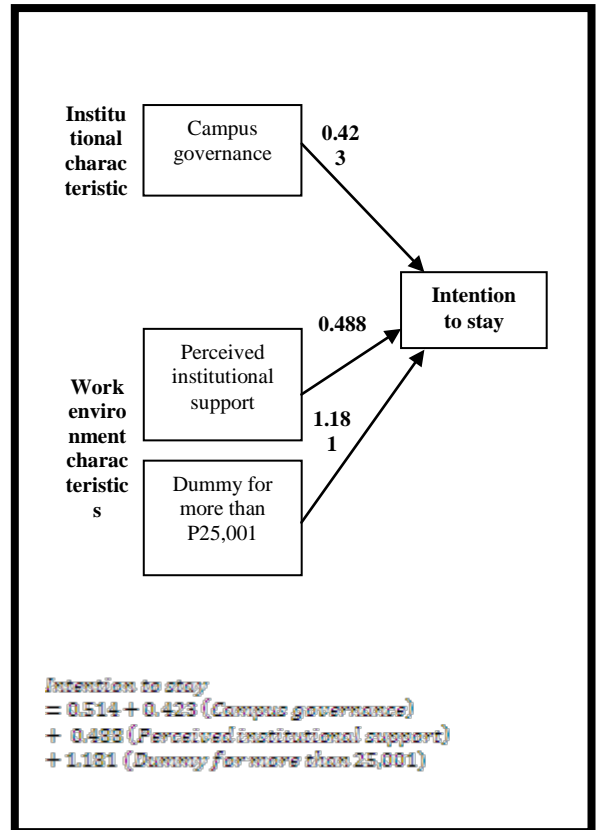 Institu
tional
charac
teristic
Campus
governance
0.42
3
Intention
to stay
0.488
Perceived
institutional
support
Work
enviro
nment
charac
teristic
s
1.18
1
Dummy for
more than
P25,001
Intention to stay
= 0.514 + 0.423 (Campus governance)
+ 0.488 (Perceived institutional support)
+ 1.181 (Dummy for more than 25,001)